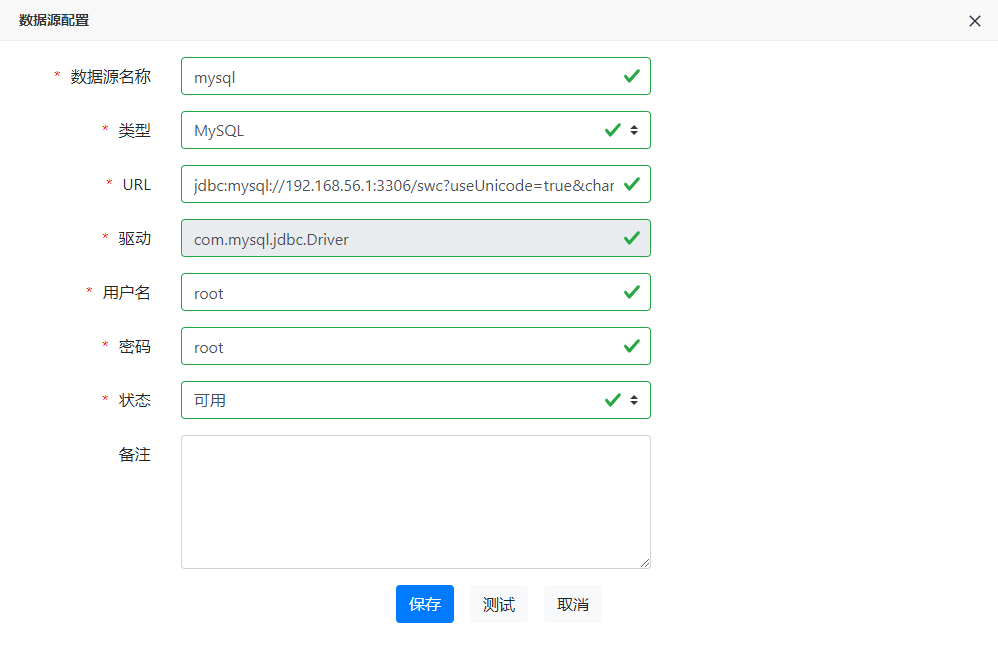 数据源配置
* 数据源名称 mysql
* 类型 MySQL
* URL jdbc:mysql://192.168.56.1:3306/swc?useUnicode=true&char
* 驱动 com.mysql.jdbc.Driver
* 用户名 root
* 密码 root
* 状态 可用
备注
保存 测试 取消